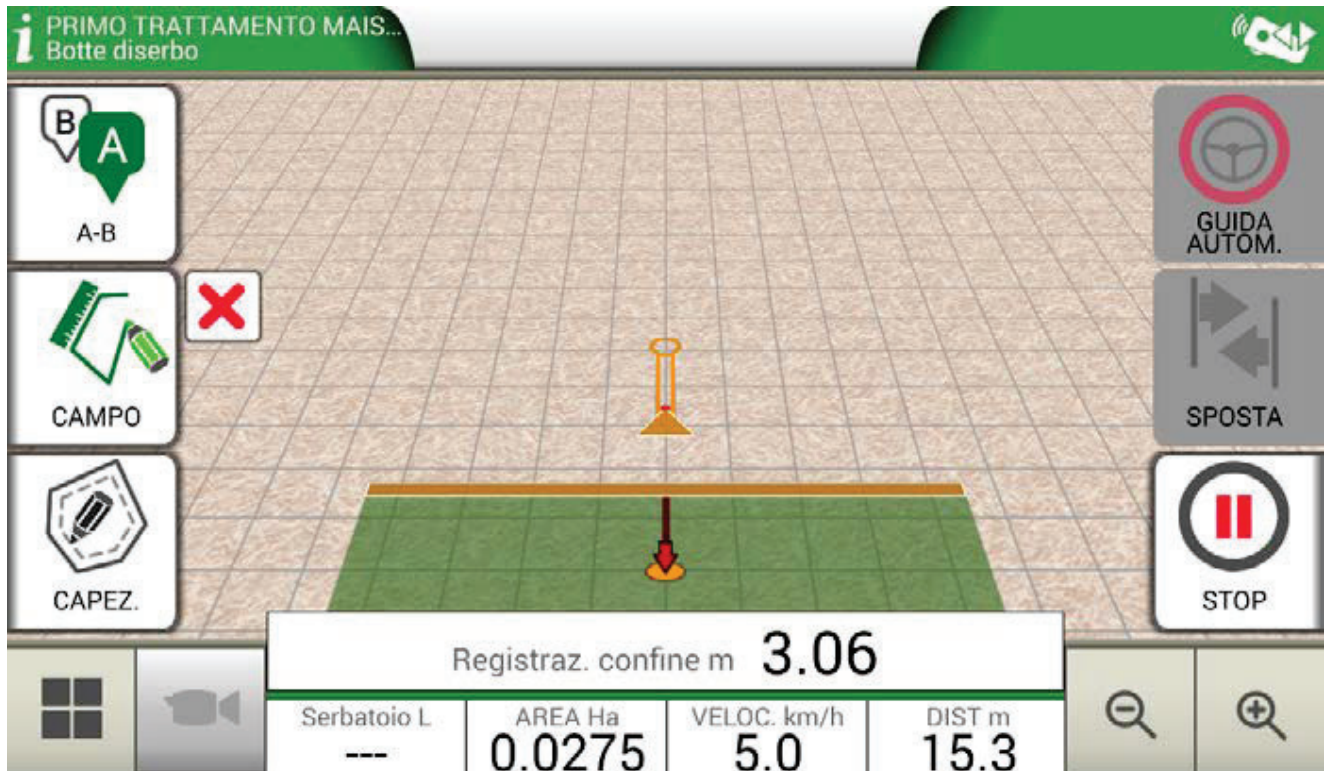 i PRIMO TRATTAMENTO MAIS...
Botte diserbo
B
A
A-B
CAMPO
CAPEZ.
GUIDA
AUTOM.
SPOSTA
STOP
Registraz. confine m 3.06
Serbatoio L
---
AREA Ha
0.0275
VELOC. km/h
5.0
DIST m
15.3